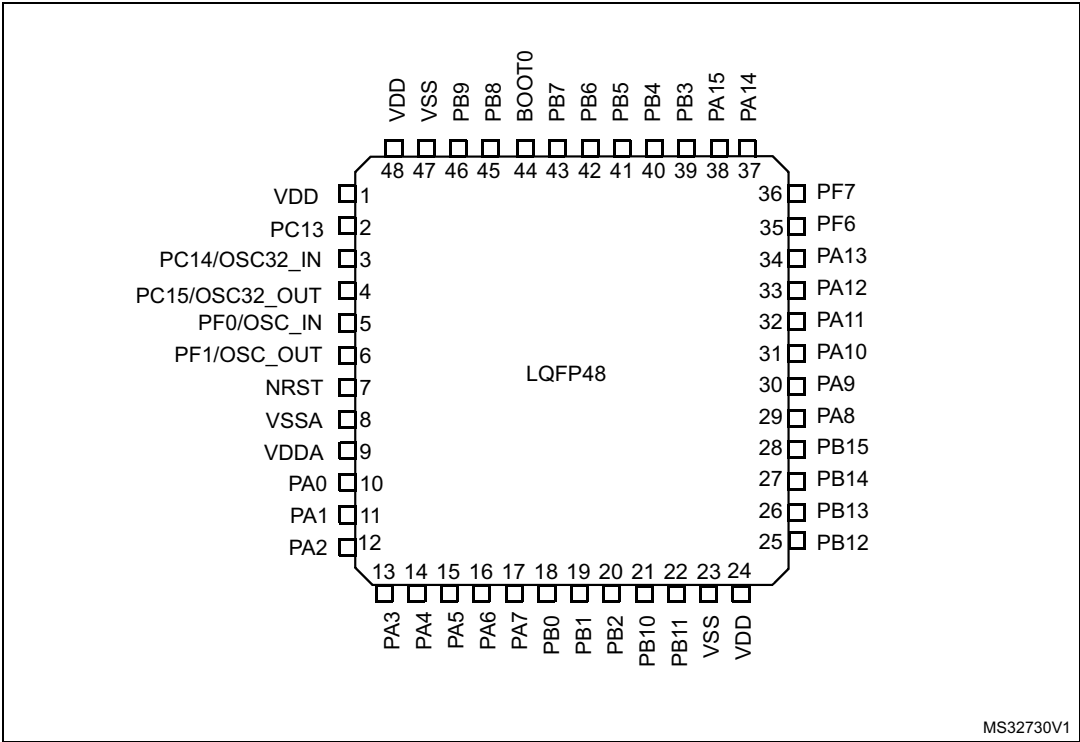 VDD VSS PB9 PB8 BOOT0 PB7 PB6 PB5 PB4 PB3 PA15 PA14
48 47 46 45 44 43 42 41 40 39 38 37
VDD 1
PC13 2
PC14/OSC32_IN 3
PC15/OSC32_OUT 4
PF0/OSC_IN 5
PF1/OSC_OUT 6
NRST 7
VSSA 8
VDDA 9
PA0 10
PA1 11
PA2 12
LQFP48
36 PF7
35 PF6
34 PA13
33 PA12
32 PA11
31 PA10
30 PA9
29 PA8
28 PB15
27 PB14
26 PB13
25 PB12
13 14 15 16 17 18 19 20 21 22 23 24
PA3 PA4 PA5 PA6 PA7 PB0 PB1 PB2 PB10 PB11 VSS VDD
MS32730V1